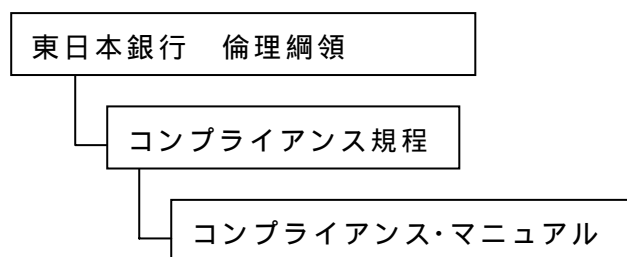 東日本銀行　倫理綱領
コンプライアンス規程
コンプライアンス・マニュアル